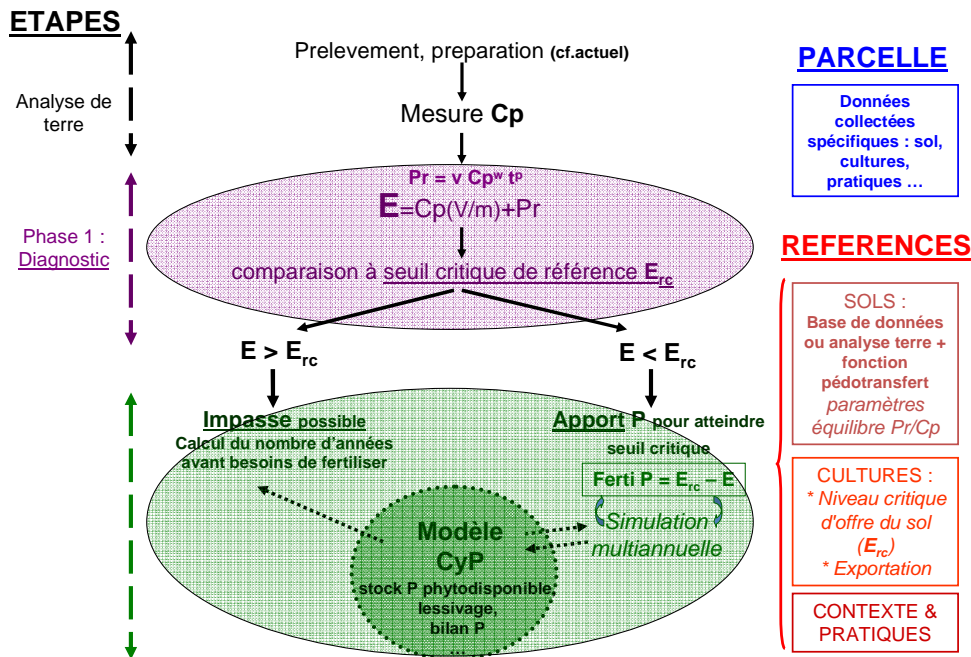 ETAPES
Prelevement, preparation (cf.actuel)
Analyse de
terre
Mesure Cp
Pr = v Cpʷ tᵖ
E=Cp(V/m)+Pr
Phase 1 :
Diagnostic
comparaison à seuil critique de référence Erc
E > Erc
E < Erc
Impasse possible
Calcul du nombre d'années
avant besoins de fertiliser
Apport P pour atteindre
seuil critique
Ferti P = Erc – E
Simulation
multiannuelle
Modèle
CyP
stock P phytodisponible
lessivage,
bilan P
PARCELLE
Données
collectées
spécifiques : sol,
cultures,
pratiques ...
REFERENCES
SOLS :
Base de données
ou analyse terre +
fonction
pédotransfert
paramètres
équilibre Pr/Cp
CULTURES :
* Niveau critique
d'offre du sol
(Erc)
* Exportation
CONTEXTE &
PRATIQUES